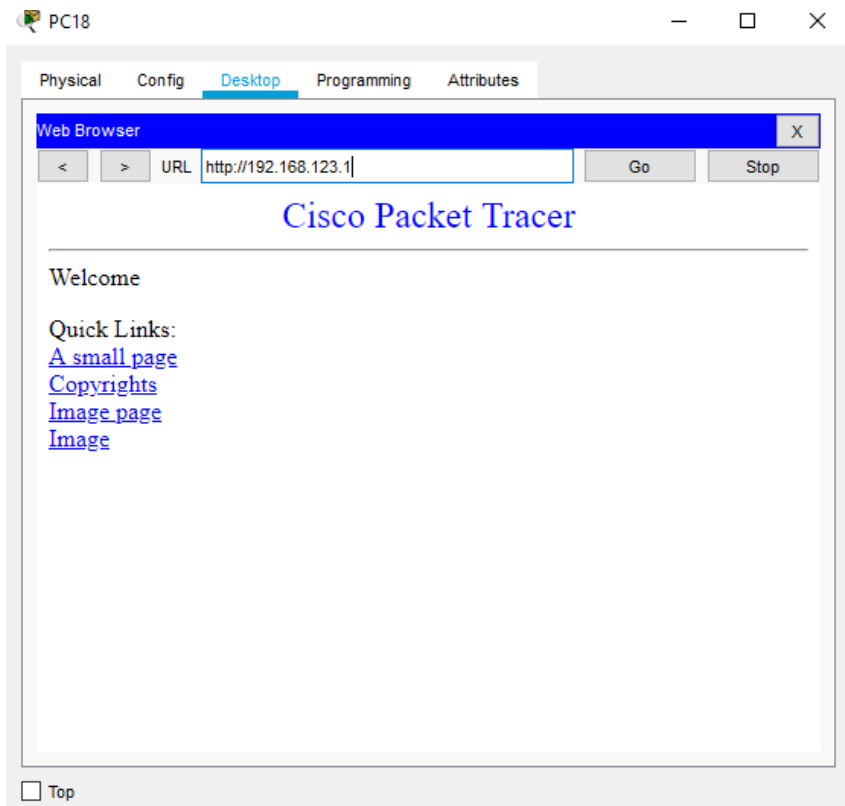 PC18
Physical Config Desktop Programming Attributes
Web Browser X
< > URL http://192.168.123.1 Go Stop
Cisco Packet Tracer
Welcome
Quick Links:
A small page
Copyrights
Image page
Image
Top